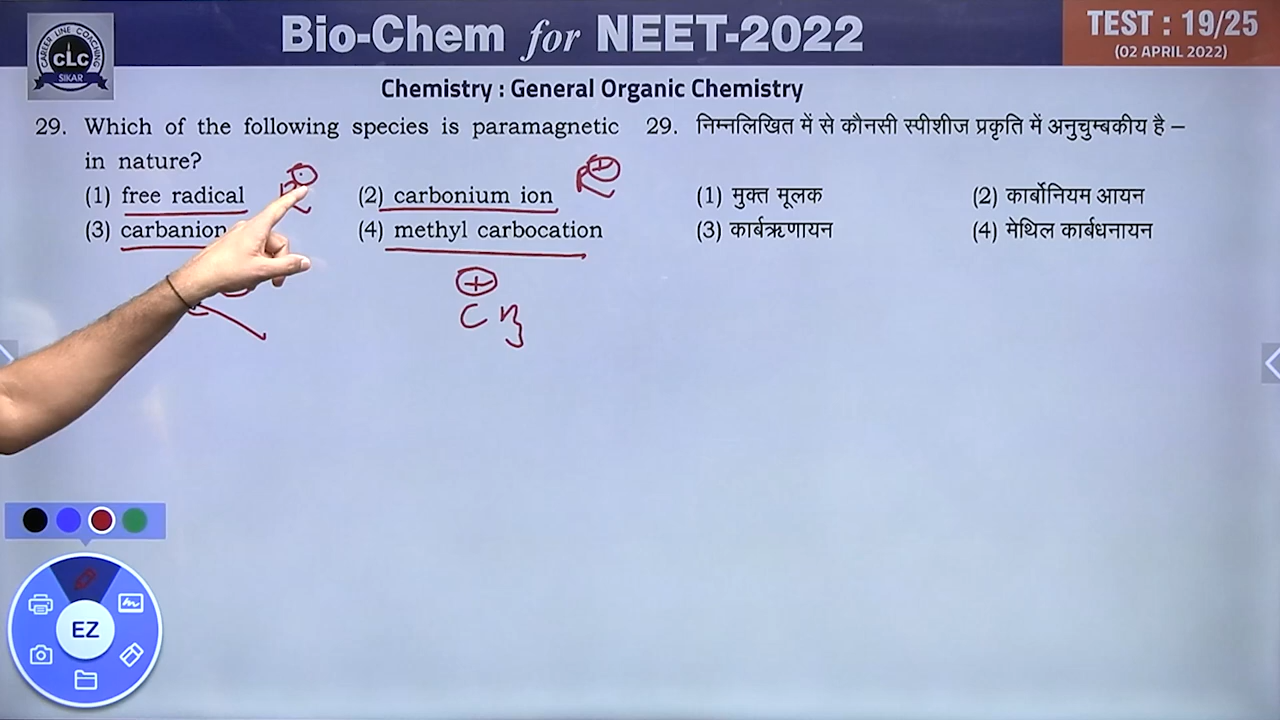 Bio-Chem for NEET-2022
TEST : 19/25
(02 APRIL 2022)
CAREER LINE COACHING
CLC
SIKAR
Chemistry : General Organic Chemistry
29. Which of the following species is paramagnetic
in nature?
(1) free radical (2) carbonium ion
(3) carbanion (4) methyl carbocation
R
R ⊕
⊕
CH3
29. निम्नलिखित में से कौनसी स्पीशीज प्रकृति में अनुचुम्बकीय है –
(1) मुक्त मूलक (2) कार्बोनियम आयन
(3) कार्बऋणायन (4) मेथिल कार्बधनायन
EZ